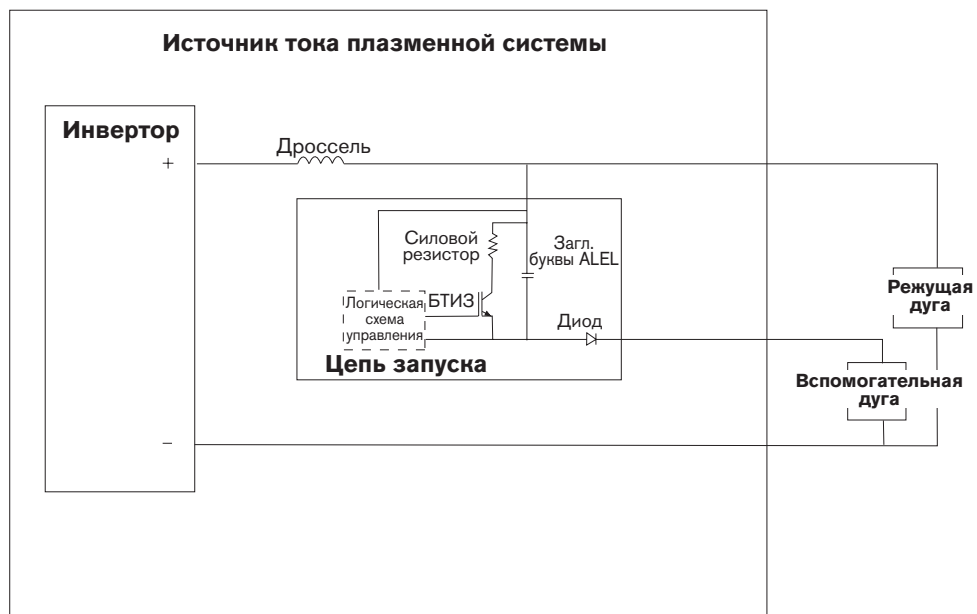 Источник тока плазменной системы
Инвертор
+
Дроссель
Силовой
резистор
Загл.
буквы ALEL
Логическая
схема
управления
БТИЗ
Диод
Цепь запуска
Режущая
дуга
Вспомогательная
дуга
−